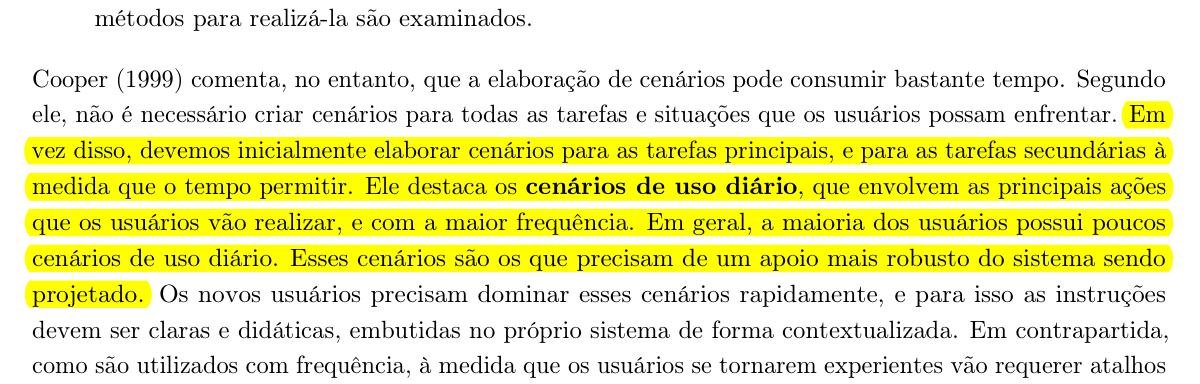 métodos para realizá-la são examinados.
Cooper (1999) comenta, no entanto, que a elaboração de cenários pode consumir bastante tempo. Segundo
ele, não é necessário criar cenários para todas as tarefas e situações que os usuários possam enfrentar. Em
vez disso, devemos inicialmente elaborar cenários para as tarefas principais, e para as tarefas secundárias à
medida que o tempo permitir. Ele destaca os cenários de uso diário, que envolvem as principais ações
que os usuários vão realizar, e com a maior frequência. Em geral, a maioria dos usuários possui poucos
cenários de uso diário. Esses cenários são os que precisam de um apoio mais robusto do sistema sendo
projetado. Os novos usuários precisam dominar esses cenários rapidamente, e para isso as instruções
devem ser claras e didáticas, embutidas no próprio sistema de forma contextualizada. Em contrapartida,
como são utilizados com frequência, à medida que os usuários se tornarem experientes vão requerer atalhos